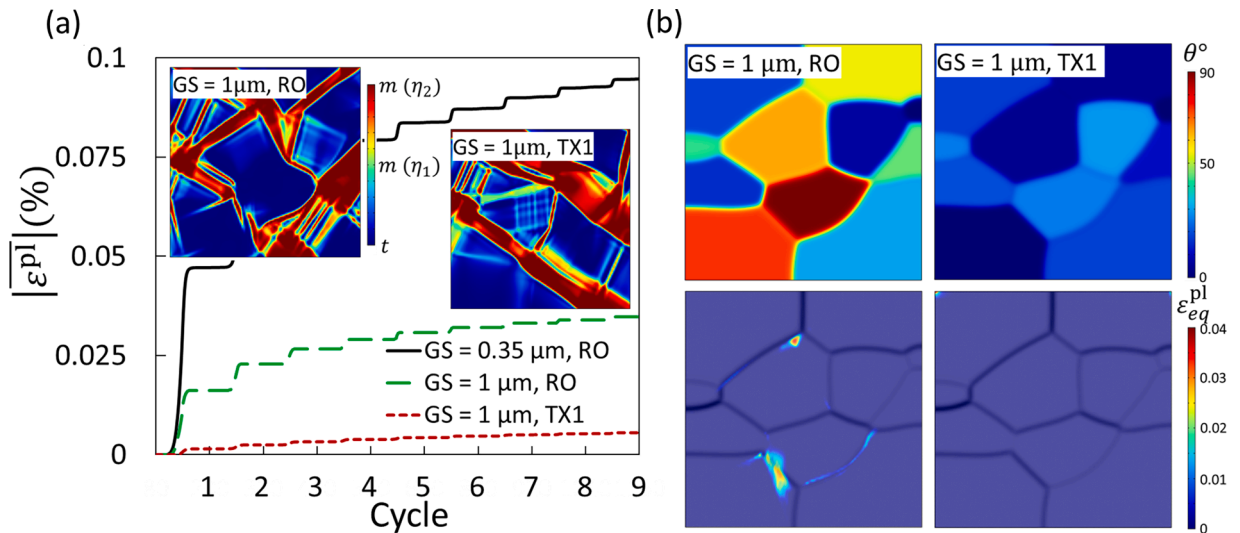 (a)
0.1
0.075
0.05
0.025
0
|ε̅ᵖˡ|(%)
GS = 1μm, RO
m (η₂)
m (η₁)
t
GS = 1μm, TX1
GS = 0.35 μm, RO
GS = 1 μm, RO
GS = 1 μm, TX1
1 2 3 4 5 6 7 8 9
Cycle
(b)
GS = 1 μm, RO
GS = 1 μm, TX1
θ°
90
50
0
εₑqᵖˡ
0.04
0.03
0.02
0.01
0